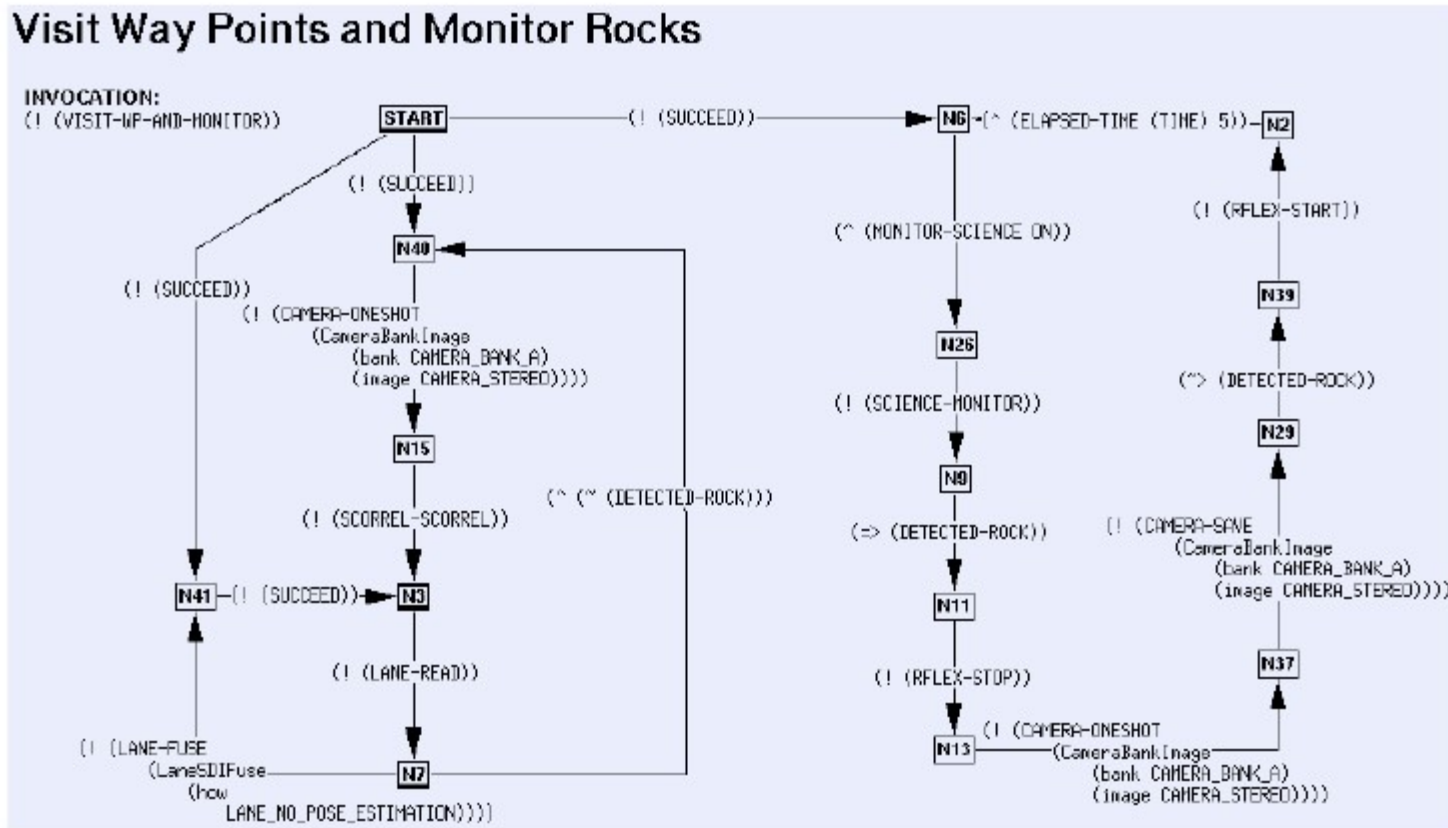 Visit Way Points and Monitor Rocks
INVOCATION:
(! (VISIT-WP-AND-MONITOR))
START
(! (SUCCEED))
N6
(^ (ELAPSED-TIME (TIME) 5))
N2
(! (SUCCEED))
(! (RFLEX-START))
(^ (MONITOR-SCIENCE ON))
N40
(! (SUCCEED))
N39
(! (CAMERA-ONESHOT
(CameraBankImage
(bank CAMERA_BANK_A)
(image CAMERA_STEREO))))
N26
(~> (DETECTED-ROCK))
(! (SCIENCE-MONITOR))
N29
N15
N9
(^ (~ (DETECTED-ROCK)))
(! (SCORREL-SCORREL))
(=> (DETECTED-ROCK))
(! (CAMERA-SAVE
(CameraBankImage
(bank CAMERA_BANK_A)
(image CAMERA_STEREO))))
N41
(! (SUCCEED))
N3
N11
(! (LANE-READ))
(! (RFLEX-STOP))
N37
(! (LANE-FUSE
(LaneSDIFuse
(how
LANE_NO_POSE_ESTIMATION))))
N7
N13
(! (CAMERA-ONESHOT
(CameraBankImage
(bank CAMERA_BANK_A)
(image CAMERA_STEREO))))